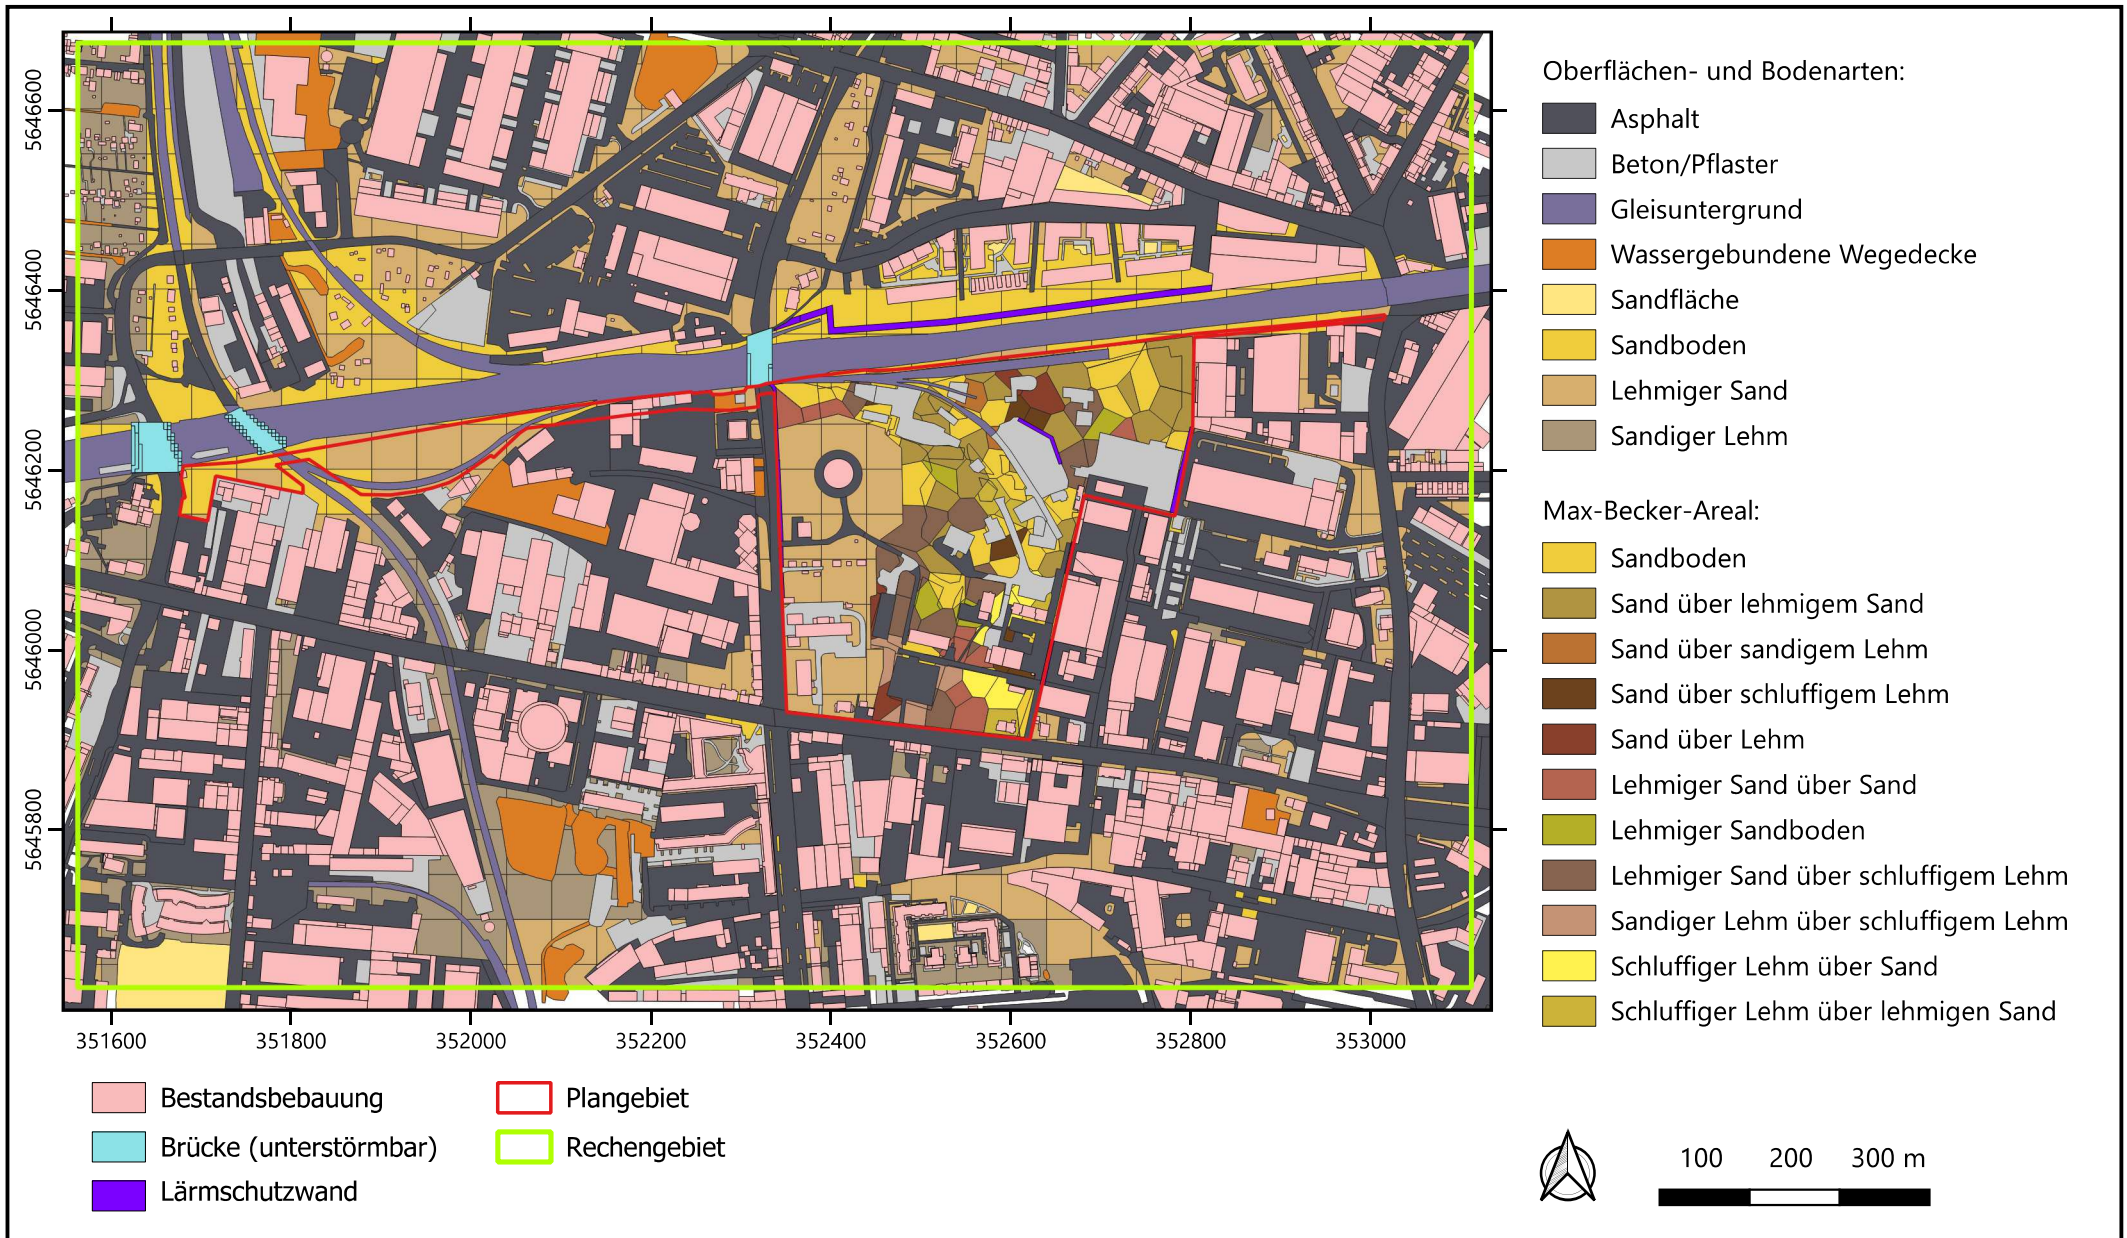 5646600
5646400
5646200
5646000
5645800
351600 351800 352000 352200 352400 352600 352800 353000
Oberflächen- und Bodenarten:
Asphalt
Beton/Pflaster
Gleisuntergrund
Wassergebundene Wegedecke
Sandfläche
Sandboden
Lehmiger Sand
Sandiger Lehm
Max-Becker-Areal:
Sandboden
Sand über lehmigem Sand
Sand über sandigem Lehm
Sand über schluffigem Lehm
Sand über Lehm
Lehmiger Sand über Sand
Lehmiger Sandboden
Lehmiger Sand über schluffigem Lehm
Sandiger Lehm über schluffigem Lehm
Schluffiger Lehm über Sand
Schluffiger Lehm über lehmigen Sand
Bestandsbebauung
Brücke (unterstörmbar)
Lärmschutzwand
Plangebiet
Rechengebiet
100 200 300 m